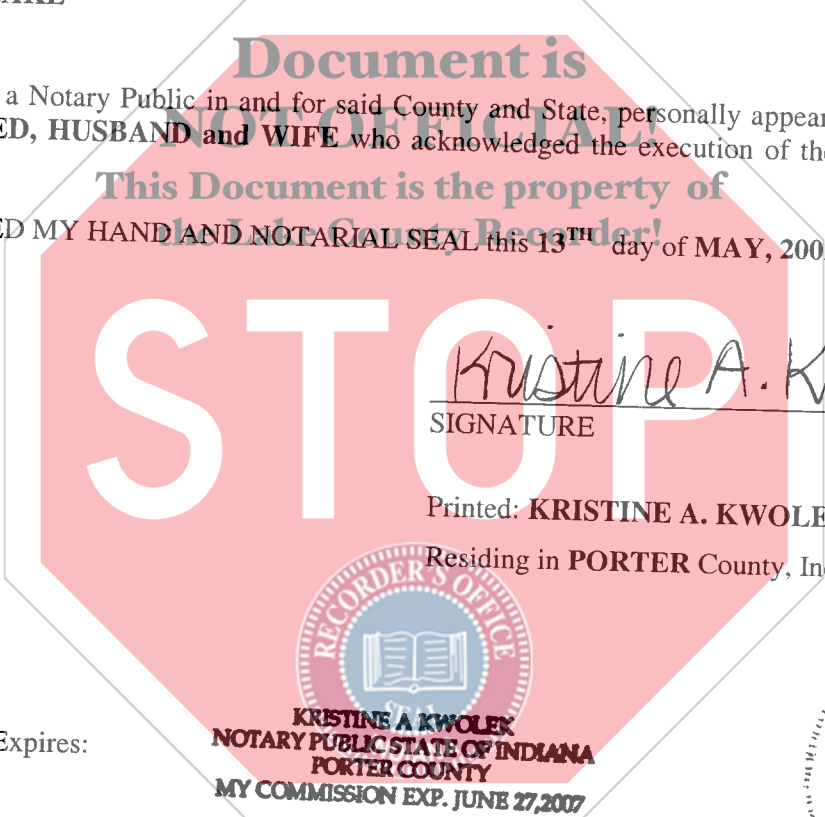 Document is
a Notary Public in and for said County and State, personally appear
NOT OFFICIAL!
ED, HUSBAND and WIFE who acknowledged the execution of the
This Document is the property of
the Lake County Recorder!
ED MY HAND AND NOTARIAL SEAL this 13TH day of MAY, 200
STOP
Kristine A. K
SIGNATURE
Printed: KRISTINE A. KWOLE
Residing in PORTER County, In
RECORDER'S OFFICE
SEAL
KRISTINE A KWOLEK
NOTARY PUBLIC STATE OF INDIANA
PORTER COUNTY
Expires:
MY COMMISSION EXP. JUNE 27,2007